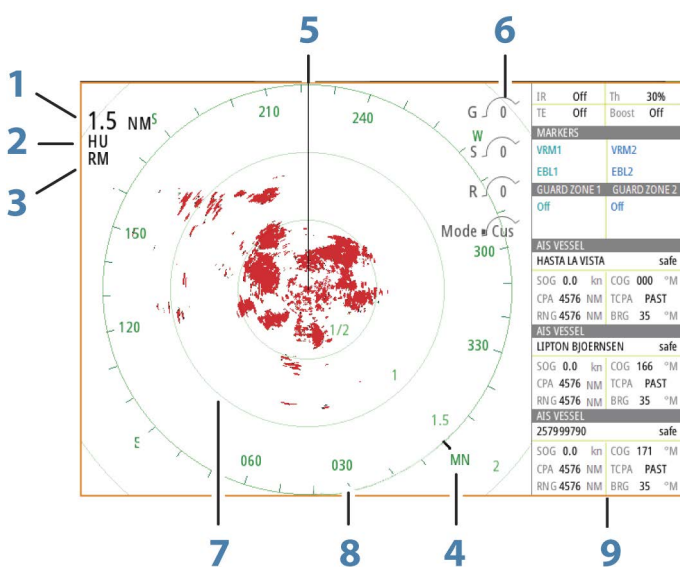 5
6
1
2
3
1.5 NM
HU
RM
S
210
240
W
G 0
S 0
R 0
Mode Cus
150
300
120
1/2
330
1
1.5
E
060
030
MN
2
7
8
4
9
IR Off Th 30%
TE Off Boost Off
MARKERS
VRM1 VRM2
EBL1 EBL2
GUARD ZONE 1 GUARD ZONE 2
Off Off
AIS VESSEL
HASTA LA VISTA safe
SOG 0.0 kn COG 000 °M
CPA 4576 NM TCPA PAST
RNG 4576 NM BRG 35 °M
AIS VESSEL
LIPTON BJOERNSEN safe
SOG 0.0 kn COG 166 °M
CPA 4576 NM TCPA PAST
RNG 4576 NM BRG 35 °M
AIS VESSEL
257999790 safe
SOG 0.0 kn COG 171 °M
CPA 4576 NM TCPA PAST
RNG 4576 NM BRG 35 °M